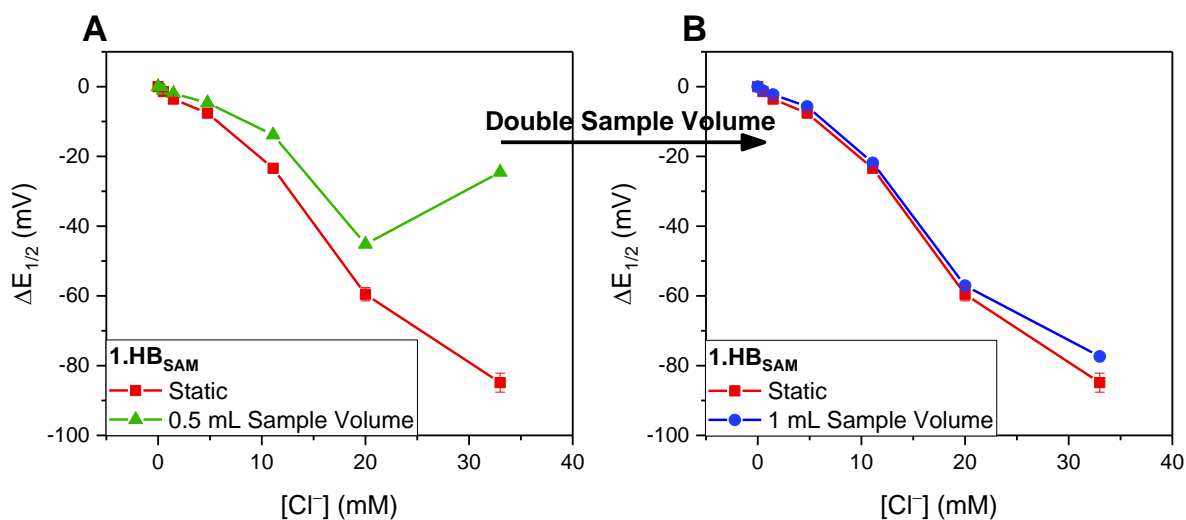 A
B
Double Sample Volume
0
-20
-40
-60
-80
-100
ΔE1/2 (mV)
1.HBSAM
Static
0.5 mL Sample Volume
0
10
20
30
40
[Cl⁻] (mM)
0
-20
-40
-60
-80
-100
ΔE1/2 (mV)
1.HBSAM
Static
1 mL Sample Volume
0
10
20
30
40
[Cl⁻] (mM)